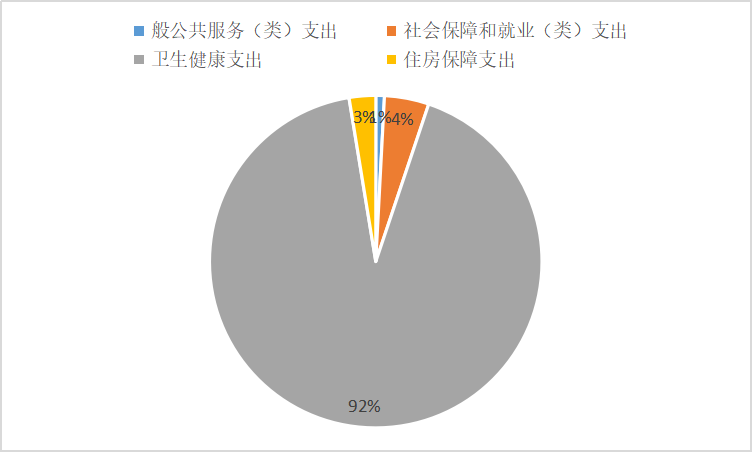 般公共服务（类）支出
社会保障和就业（类）支出
卫生健康支出
住房保障支出
3%
1%
4%
92%